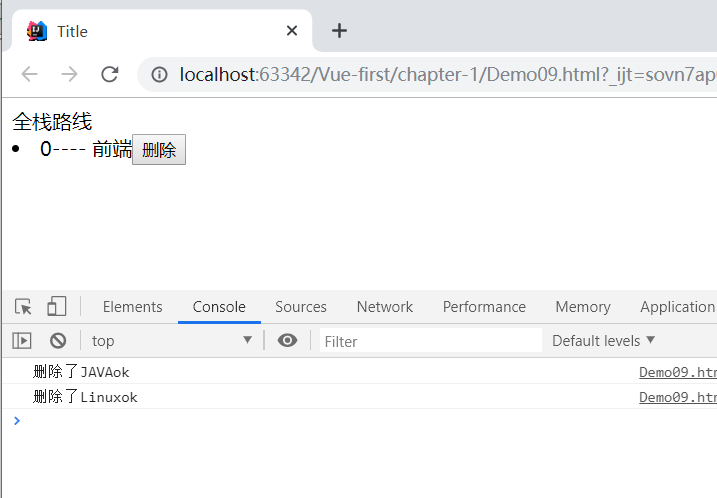 Title
localhost:63342/Vue-first/chapter-1/Demo09.html?_ijt=sovn7ap
全栈路线
0---- 前端 删除
Elements Console Sources Network Performance Memory Application
top Filter Default levels
删除了JAVAok Demo09.htm
删除了Linuxok Demo09.htm